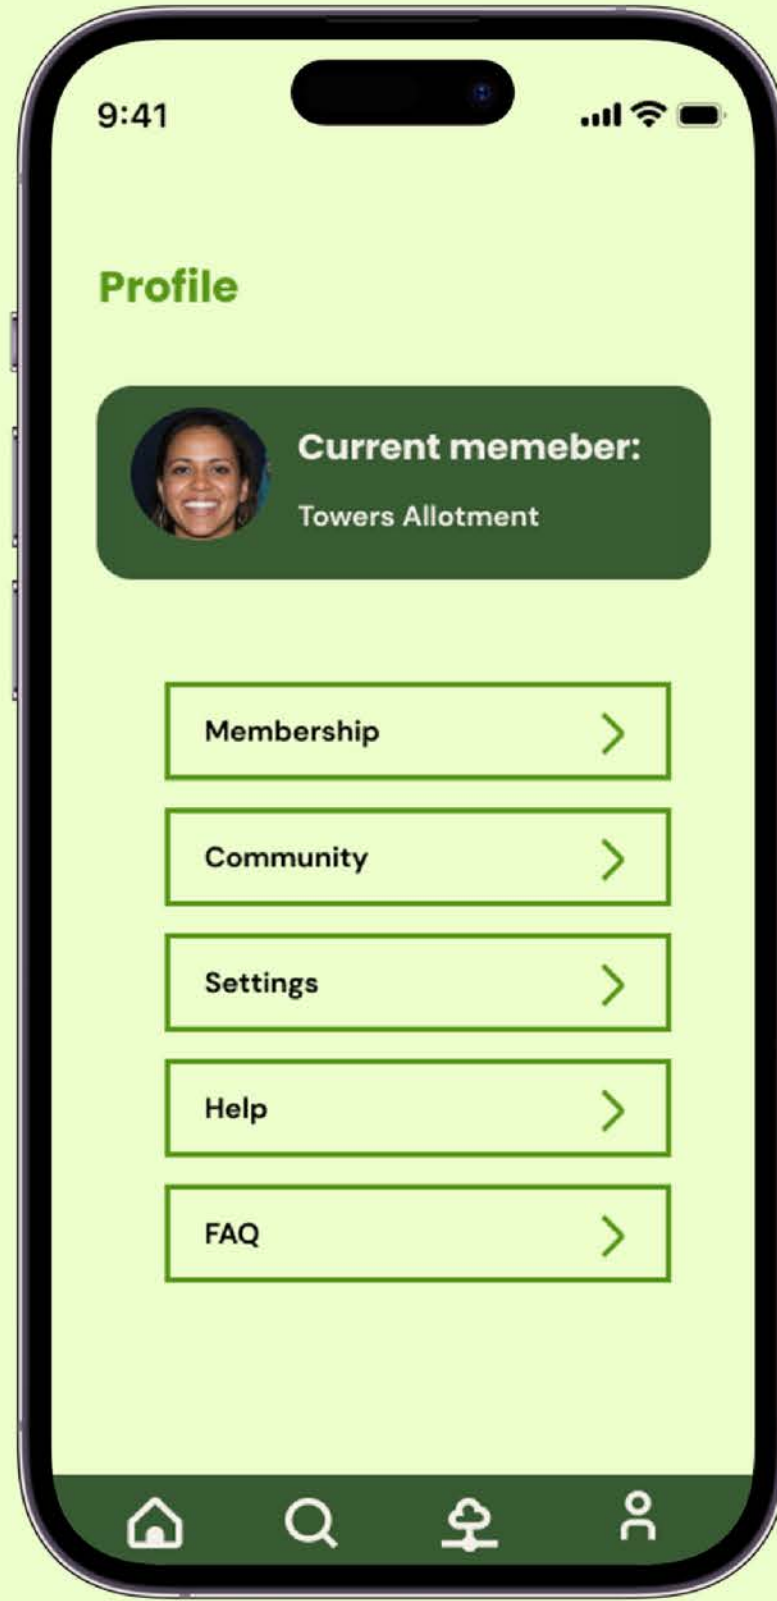 9:41
Profile
Current memeber:
Towers Allotment
Membership
Community
Settings
Help
FAQ